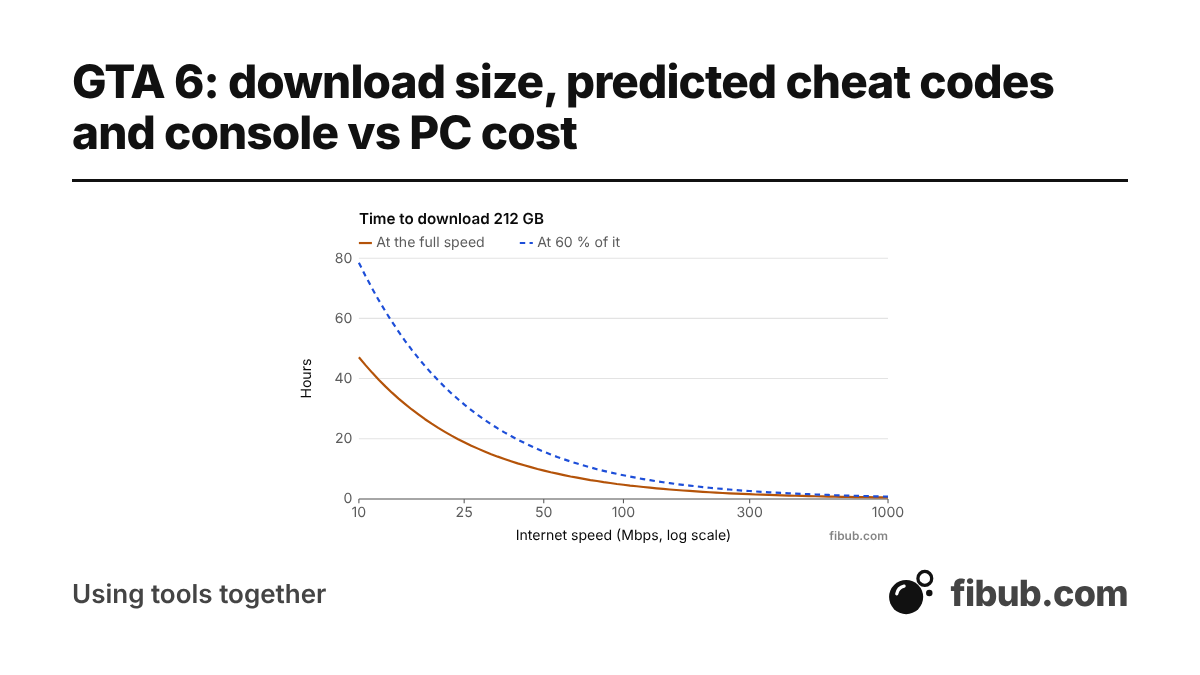 GTA 6: download size, predicted cheat codes
and console vs PC cost
Time to download 212 GB
At the full speed At 60 % of it
80
60
40
20
0
Hours
10 25 50 100 300 1000
Internet speed (Mbps, log scale)
fibub.com
Using tools together
fibub.com